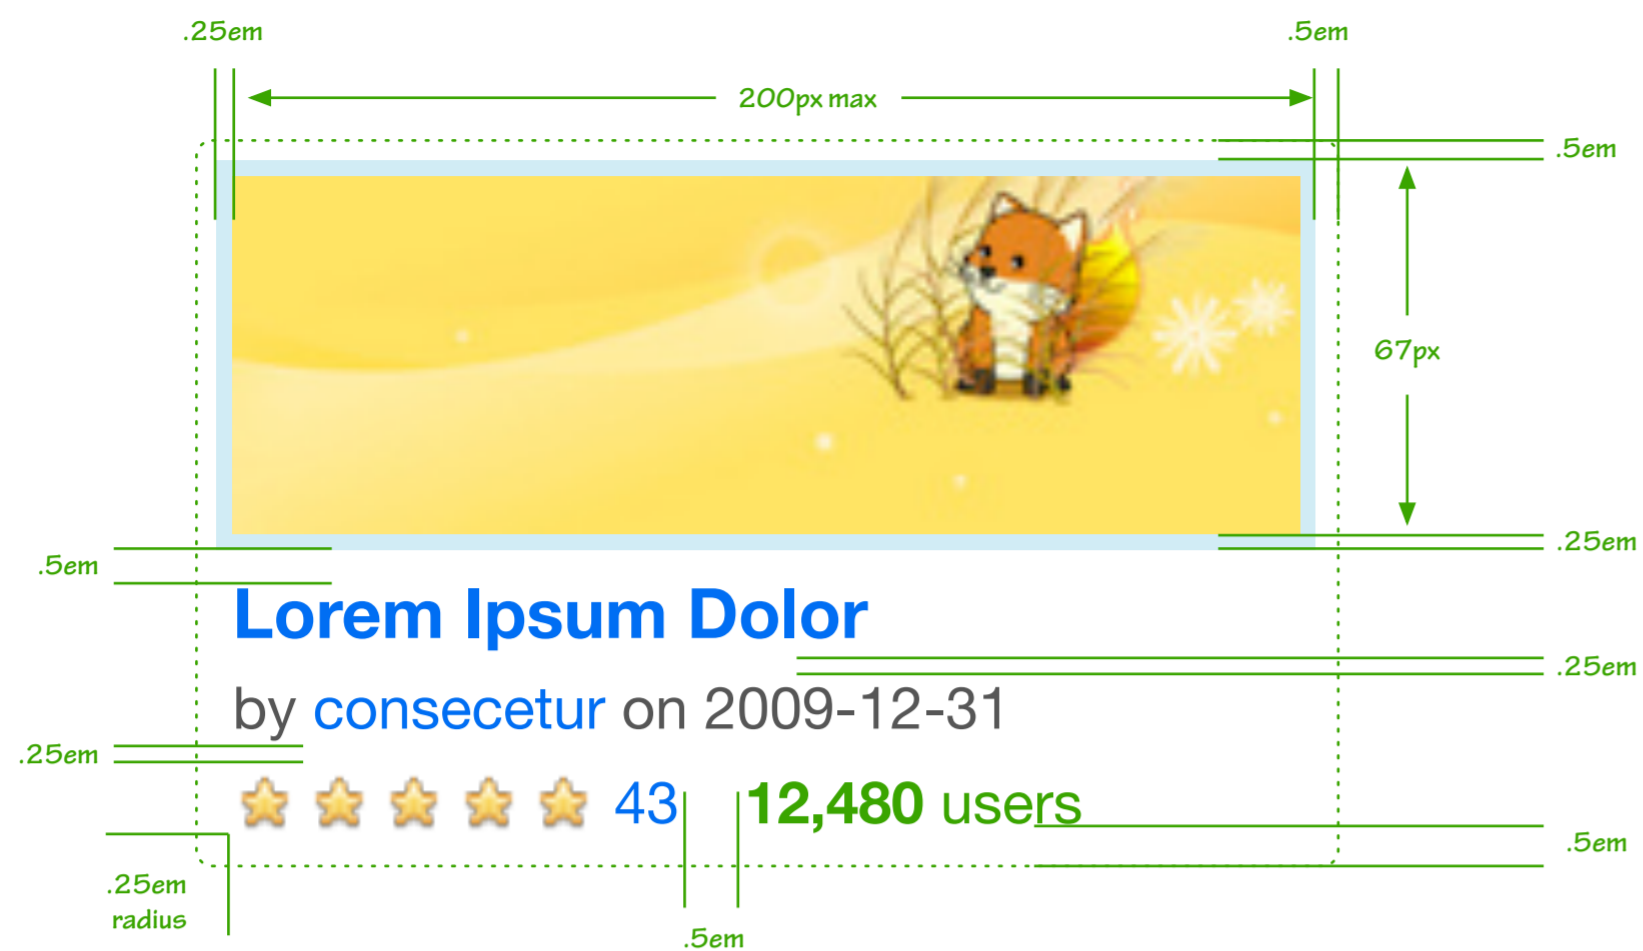 .25em
.5em
200px max
.5em
67px
.25em
.5em
Lorem Ipsum Dolor
.25em
by consecetur on 2009-12-31
.25em
43 12,480 users
.5em
.25em
radius
.5em